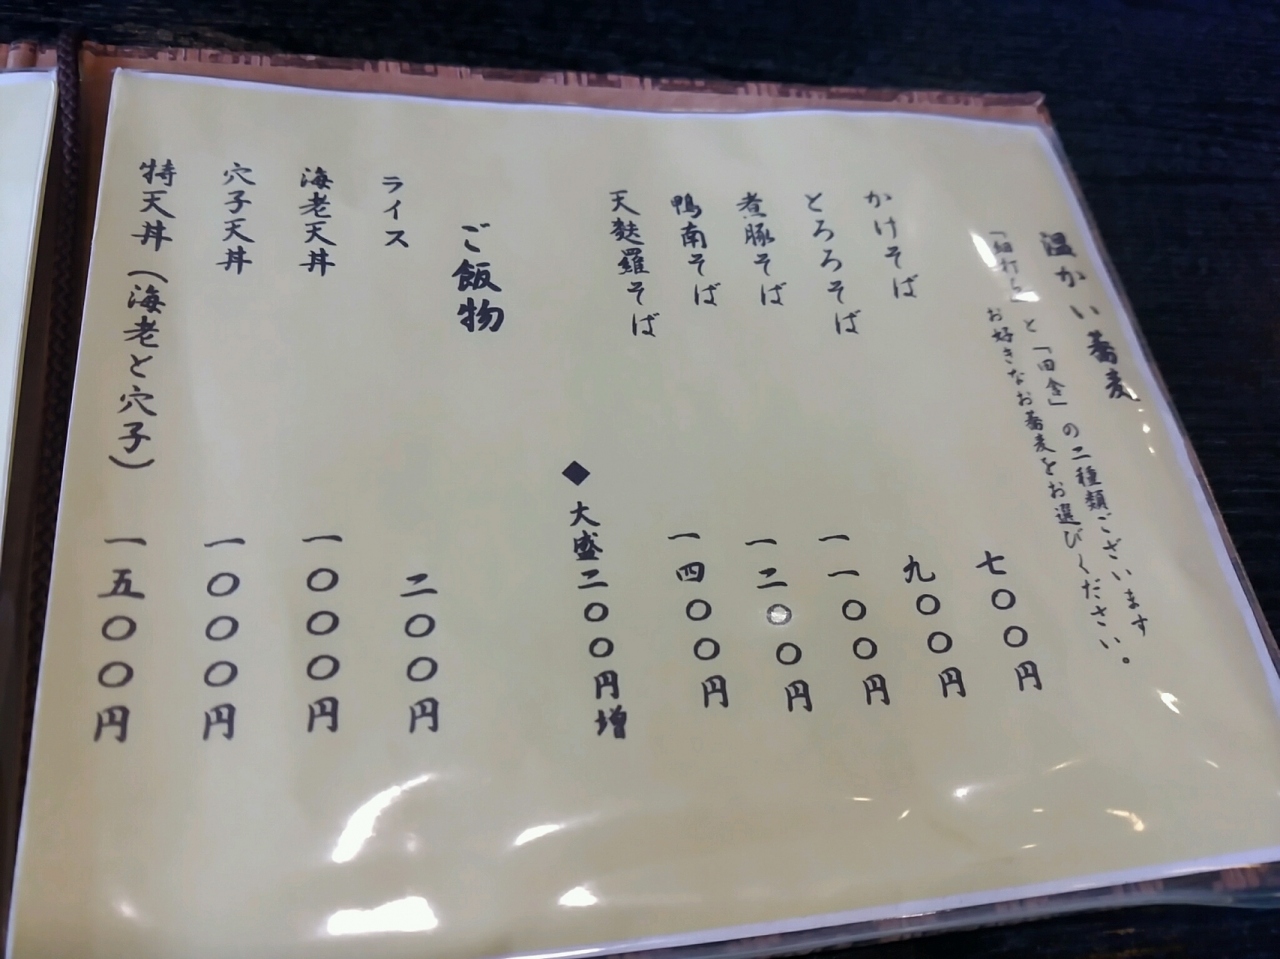 温かい蕎麦
「細打ち」と「田舎」の二種類ございます。
お好きなお蕎麦をお選びください。
かけそば 七〇〇円
とろろそば 九〇〇円
煮豚そば 一一〇〇円
鴨南そば 一二〇〇円
天麩羅そば 一四〇〇円
◆大盛二〇〇円増
ご飯物
ライス 二〇〇円
海老天丼 一〇〇〇円
穴子天丼 一〇〇〇円
特天丼(海老と穴子) 一五〇〇円